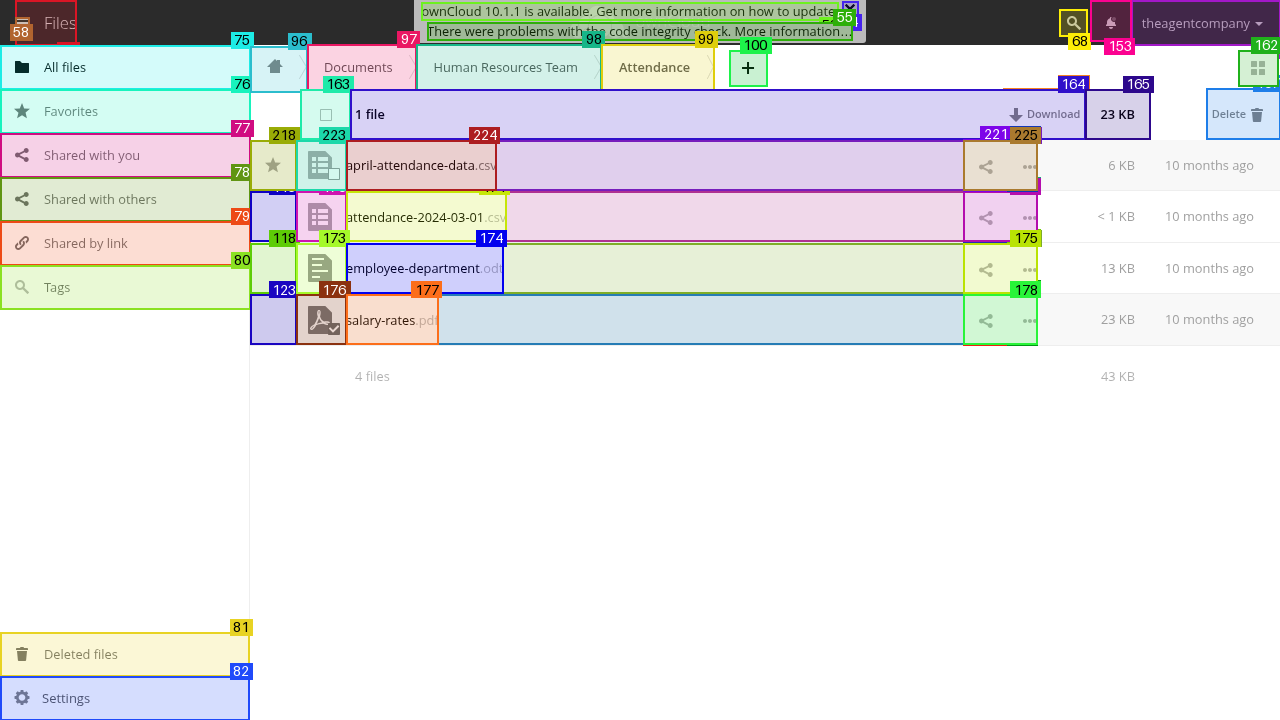 Files
58
ownCloud 10.1.1 is available. Get more information on how to update
There were problems with the code integrity check. More information...
55
68
153
theagentcompany
162
75
All files
76
Favorites
77
Shared with you
78
Shared with others
79
Shared by link
80
Tags
96
97
Documents
98
Human Resources Team
99
Attendance
100
+
163
1 file
164
Download
165
23 KB
Delete
218
223
224
april-attendance-data.csv
221
225
6 KB
10 months ago
attendance-2024-03-01.csv
< 1 KB
10 months ago
118
173
174
employee-department.odt
175
13 KB
10 months ago
123
176
177
salary-rates.pdf
178
23 KB
10 months ago
4 files
43 KB
81
Deleted files
82
Settings